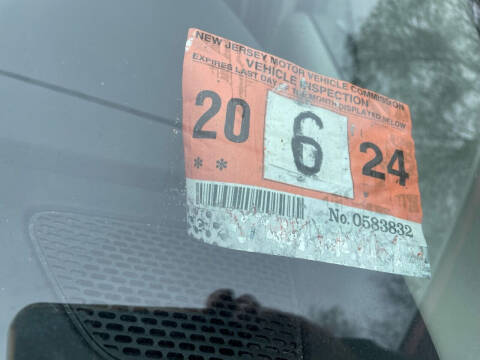 NEW JERSEY MOTOR VEHICLE COMMISSION
VEHICLE INSPECTION
EXPIRES LAST DAY OF THE MONTH DISPLAYED BELOW
20 6 24
** **
No. 0583832